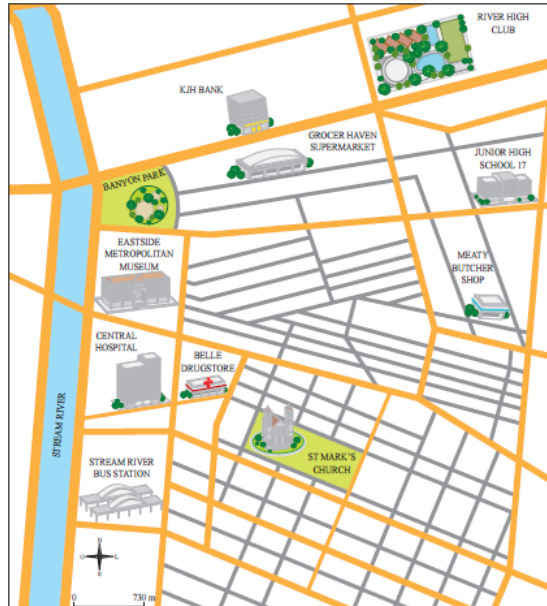 RIVER HIGH
CLUB
KJH BANK
GROCER HAVEN
SUPERMARKET
JUNIOR HIGH
SCHOOL 17
BANYON PARK
EASTSIDE
METROPOLITAN
MUSEUM
MEATY
BUTCHER
SHOP
CENTRAL
HOSPITAL
BELLE
DRUGSTORE
STREAM RIVER
ST MARK'S
CHURCH
STREAM RIVER
BUS STATION
N
O L
S
0 730 m